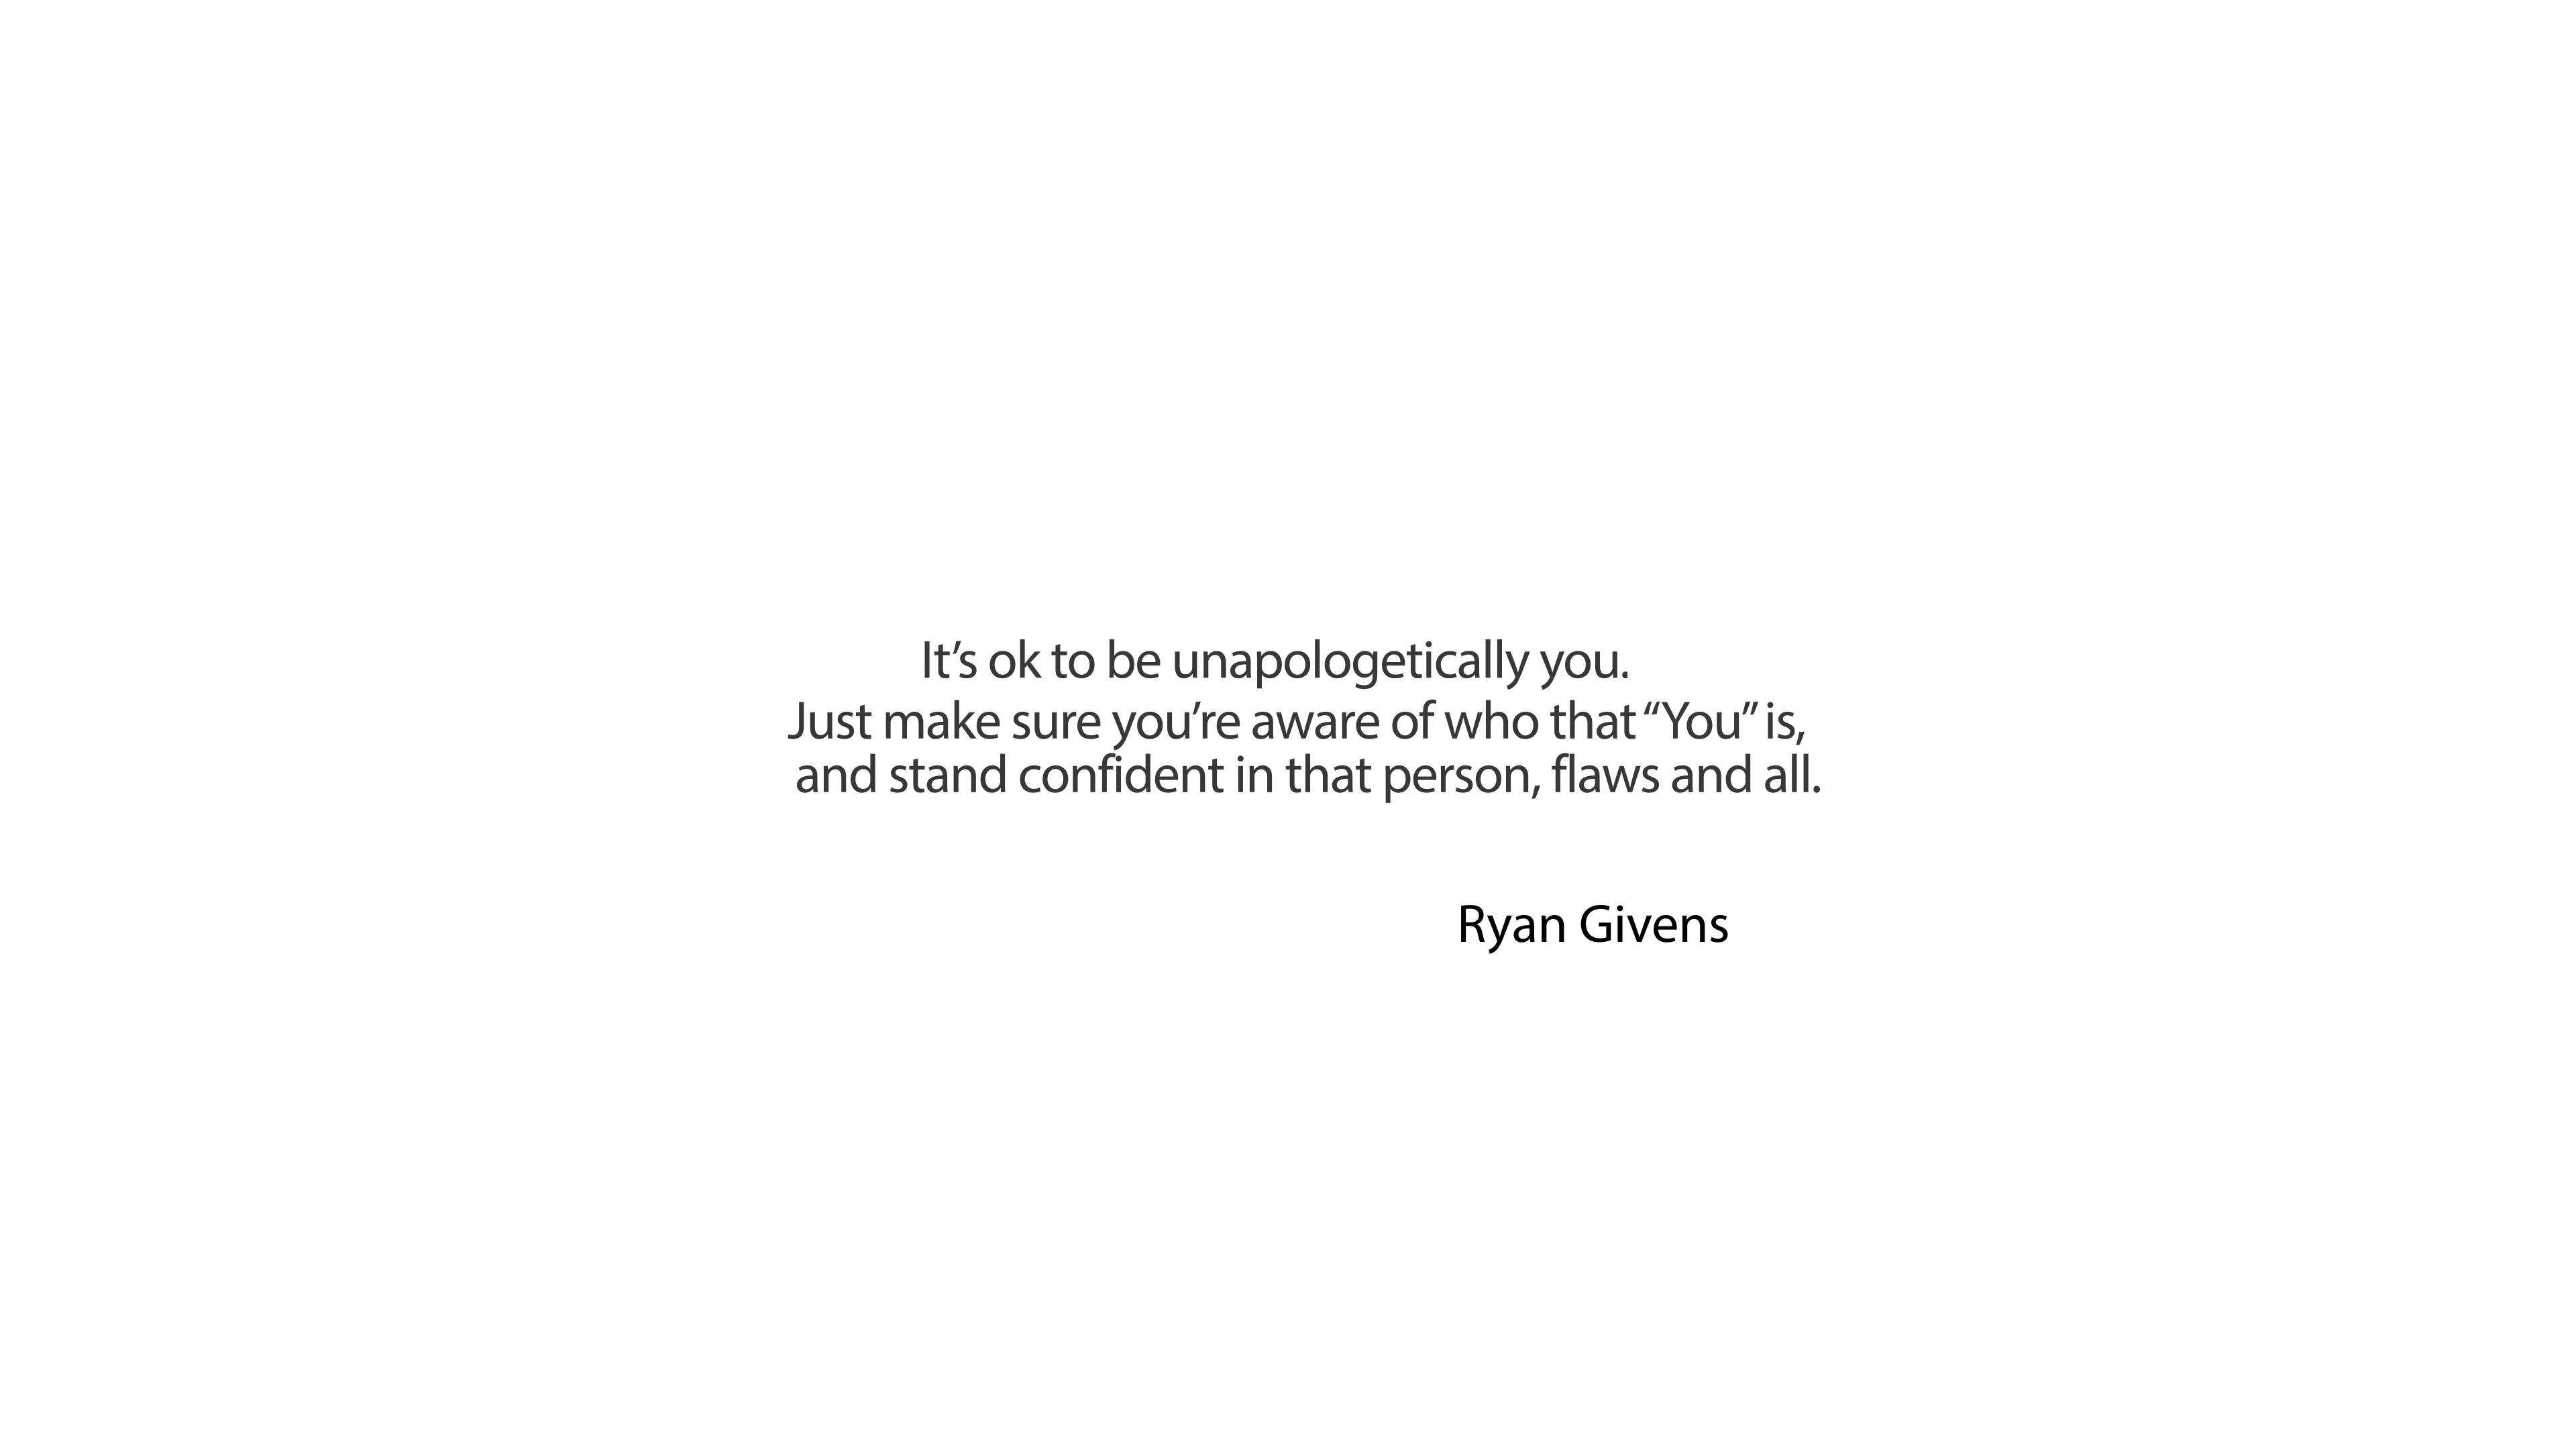 It’s ok to be unapologetically you.
Just make sure you’re aware of who that “You” is,
and stand confident in that person, flaws and all.
Ryan Givens